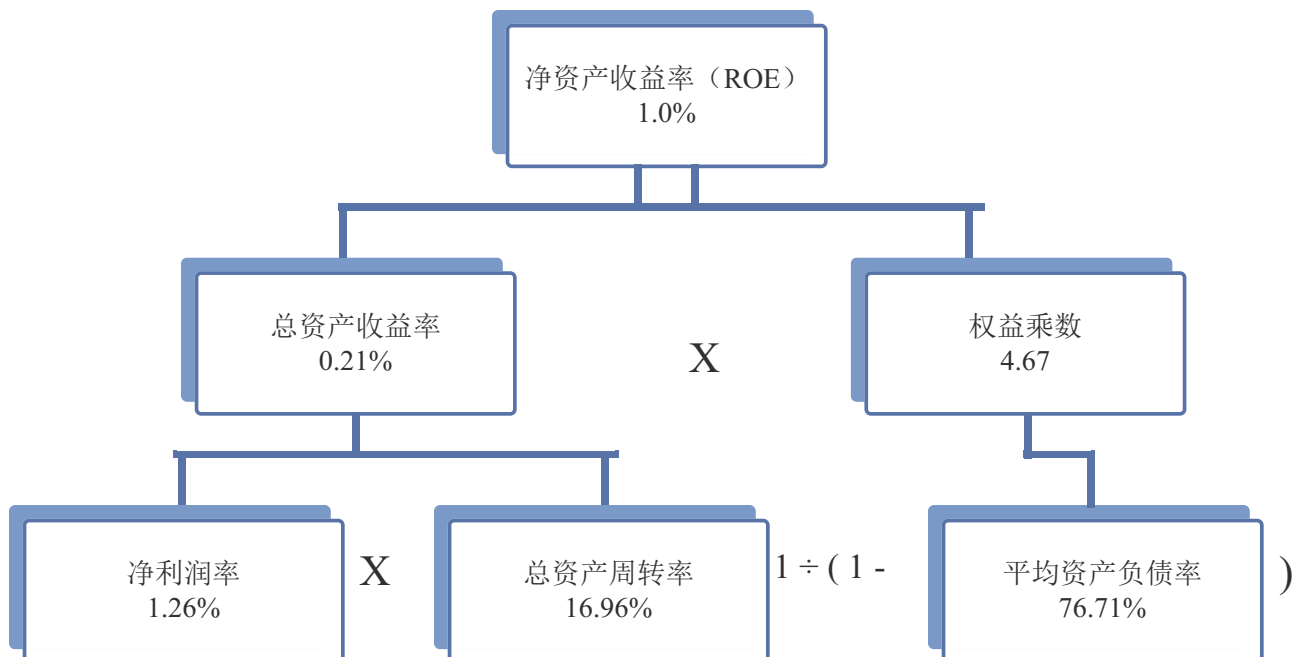 净资产收益率（ROE）
1.0%
总资产收益率
0.21%
X
权益乘数
4.67
净利润率
1.26%
X
总资产周转率
16.96%
1 ÷ ( 1 -
平均资产负债率
76.71%
)